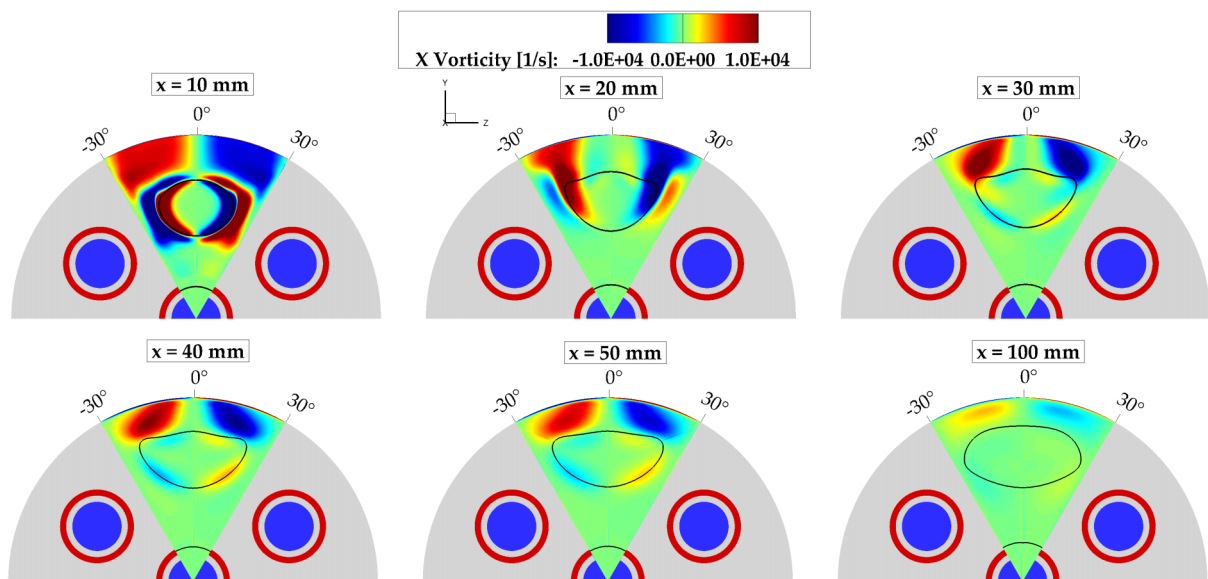 X Vorticity [1/s]: -1.0E+04 0.0E+00 1.0E+04
x = 10 mm
-30°
0°
30°
Y
X
Z
x = 20 mm
-30°
0°
30°
x = 30 mm
-30°
0°
30°
x = 40 mm
-30°
0°
30°
x = 50 mm
-30°
0°
30°
x = 100 mm
-30°
0°
30°